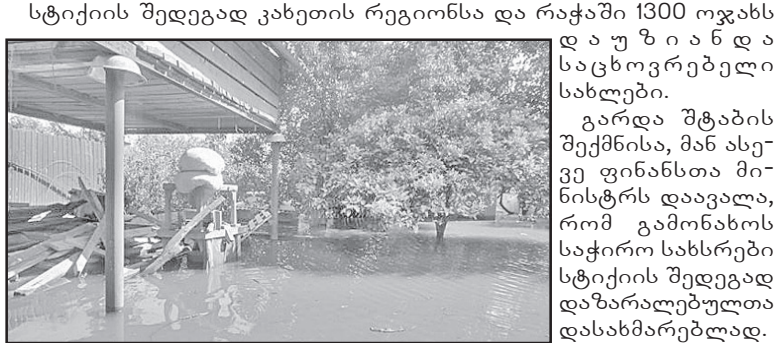 სტიქიის შედეგად კახეთის რეგიონსა და რაჭაში 1300 ოჯახს
დაუზიანდა
საცხოვრებელი
სახლები.
გარდა შტაბის
შექმნისა, მან ასე-
ვე ფინანსთა მი-
ნისტრს დაავალა,
რომ გამონახოს
საჭირო სახსრები
სტიქიის შედეგად
დაზარალებულთა
დასახმარებლად.